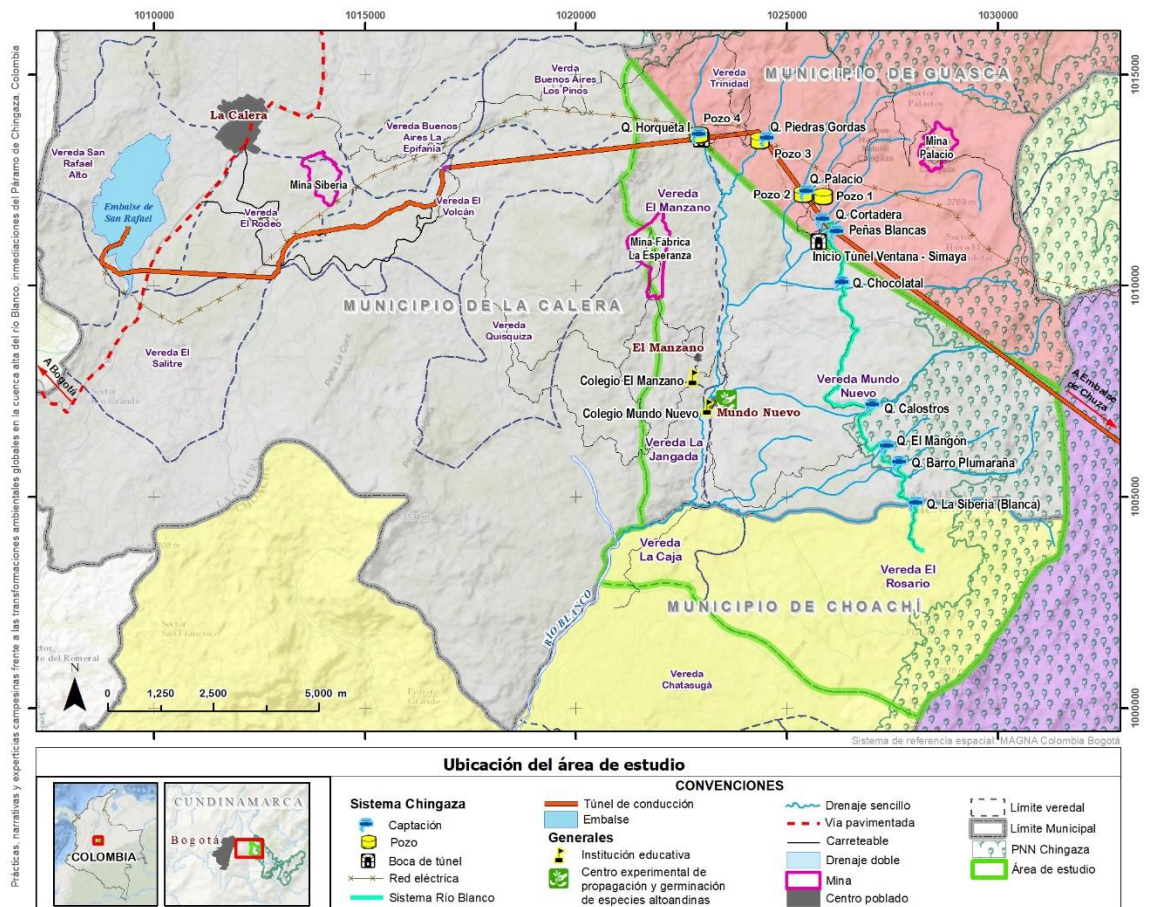 1010000
1015000
1020000
1025000
1030000
1015000
1010000
1005000
1000000
Prácticas, narrativas y experticias campesinas frente a las transformaciones ambientales globales en la cuenca alta del río Blanco, inmediaciones del Páramo de Chingaza, Colombia
MUNICIPIO DE GUASCA
Vereda
Trinidad
Sector
Palacios
Verda
Buenos Aires
Los Pinos
La Calera
Vereda Buenos
Aires La
Epifanía
Pozo 4
Q. Horqueta I
Q. Piedras Gordas
Pozo 3
Mina
Palacio
Vereda San
Rafael
Alto
Mina Siberia
Q. Palacio
Pozo 2
Pozo 1
3769 m
Embalse de
San Rafael
Vereda
El Rodeo
Vereda El
Volcán
Vereda
El Manzano
Q. Cortadera
Peñas Blancas
Mina-Fabrica
La Esperanza
Inicio Túnel Ventana - Simaya
Q. Chocolatal
MUNICIPIO DE LA CALERA
Vereda
Quisquiza
Vereda El
Salitre
El Manzano
A Bogotá
Colegio El Manzano
Vereda Mundo
Nuevo
A Embalse
de Chuza
Colegio Mundo Nuevo
Mundo Nuevo
Q. Calostros
Vereda La
Jangada
Q. El Mangón
Q. Barro Plumaraña
Q. La Siberia (Blanca)
Vereda
La Caja
Vereda El
Rosario
RÍO BLANCO
MUNICIPIO DE CHOACHÍ
Sector
San Francisco
Vereda
Chatasugá
N
0 1,250 2,500 5,000 m
Sistema de referencia espacial: MAGNA Colombia Bogotá
Ubicación del área de estudio
COLOMBIA
CUNDINAMARCA
Bogotá
CONVENCIONES
Sistema Chingaza
Captación
Pozo
Boca de túnel
Red eléctrica
Sistema Río Blanco
Túnel de conducción
Embalse
Generales
Institución educativa
Centro experimental de
propagación y germinación
de especies altoandinas
Drenaje sencillo
Vía pavimentada
Carreteable
Drenaje doble
Mina
Centro poblado
Límite veredal
Límite Municipal
PNN Chingaza
Área de estudio